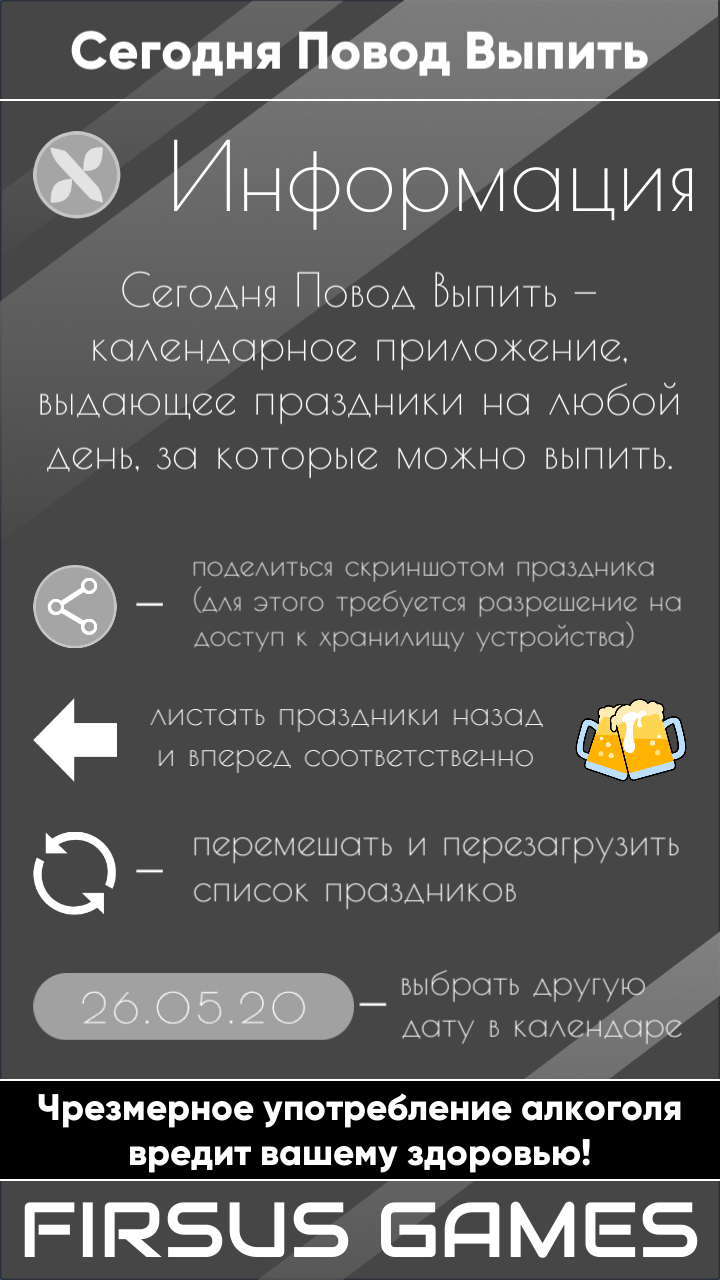 Сегодня Повод Выпить
Информация
Сегодня Повод Выпить –
календарное приложение,
выдающее праздники на любой
день, за которые можно выпить.
– поделиться скриншотом праздника
(для этого требуется разрешение на
доступ к хранилищу устройства)
листать праздники назад
и вперед соответственно
– перемешать и перезагрузить
список праздников
26.05.20 – выбрать другую
дату в календаре
Чрезмерное употребление алкоголя
вредит вашему здоровью!
FIRSUS GAMES